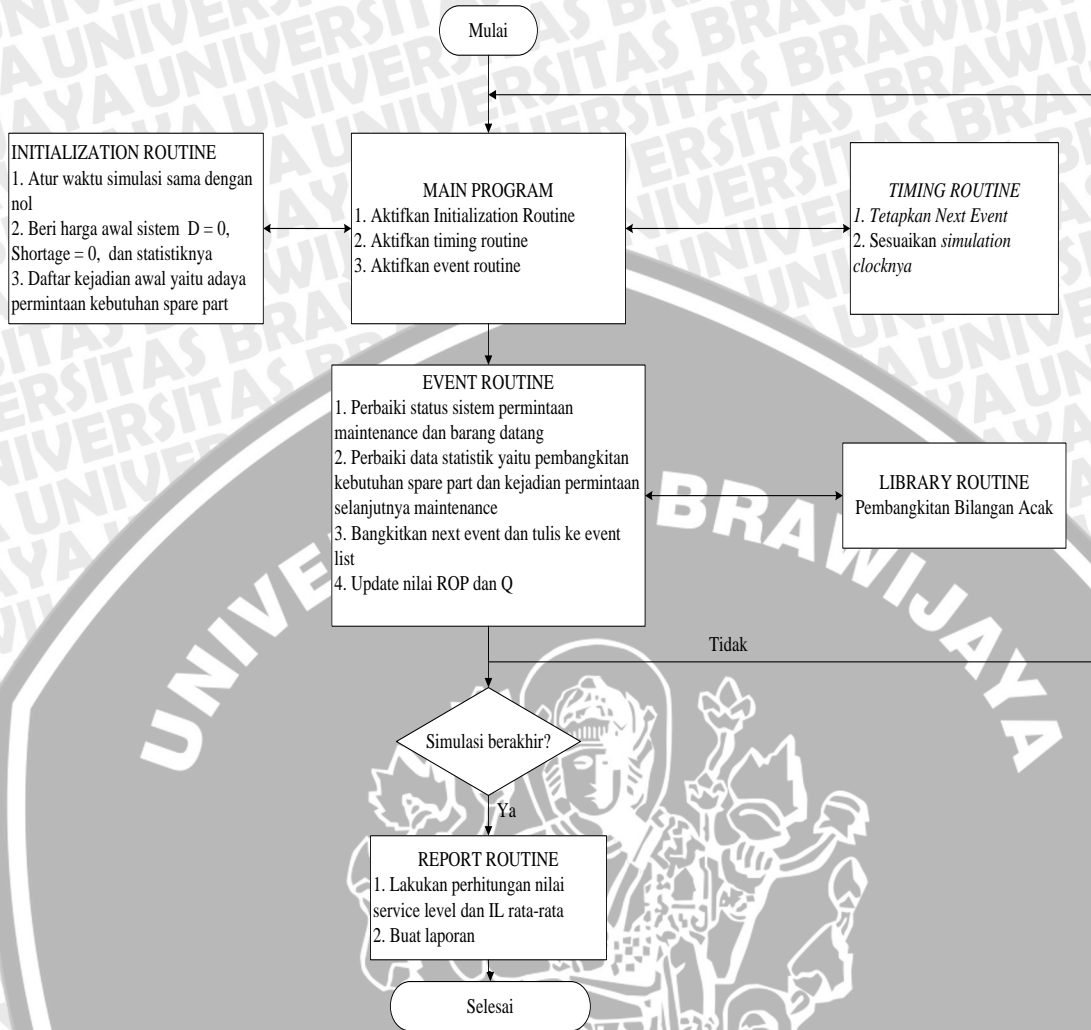 Mulai
INITIALIZATION ROUTINE
1. Atur waktu simulasi sama dengan
nol
2. Beri harga awal sistem D = 0,
Shortage = 0, dan statistiknya
3. Daftar kejadian awal yaitu adaya
permintaan kebutuhan spare part
MAIN PROGRAM
1. Aktifkan Initialization Routine
2. Aktifkan timing routine
3. Aktifkan event routine
TIMING ROUTINE
1. Tetapkan Next Event
2. Sesuaikan simulation
clocknya
EVENT ROUTINE
1. Perbaiki status sistem permintaan
maintenance dan barang datang
2. Perbaiki data statistik yaitu pembangkitan
kebutuhan spare part dan kejadian permintaan
selanjutnya maintenance
3. Bangkitkan next event dan tulis ke event
list
4. Update nilai ROP dan Q
LIBRARY ROUTINE
Pembangkitan Bilangan Acak
Tidak
Simulasi berakhir?
Ya
REPORT ROUTINE
1. Lakukan perhitungan nilai
service level dan IL rata-rata
2. Buat laporan
Selesai